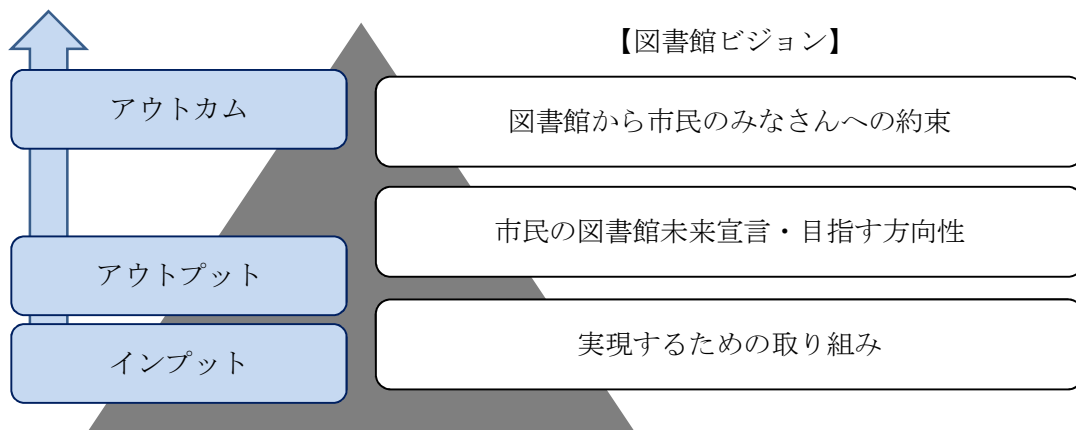 【図書館ビジョン】
アウトカム
図書館から市民のみなさんへの約束
市民の図書館未来宣言・目指す方向性
アウトプット
インプット
実現するための取り組み